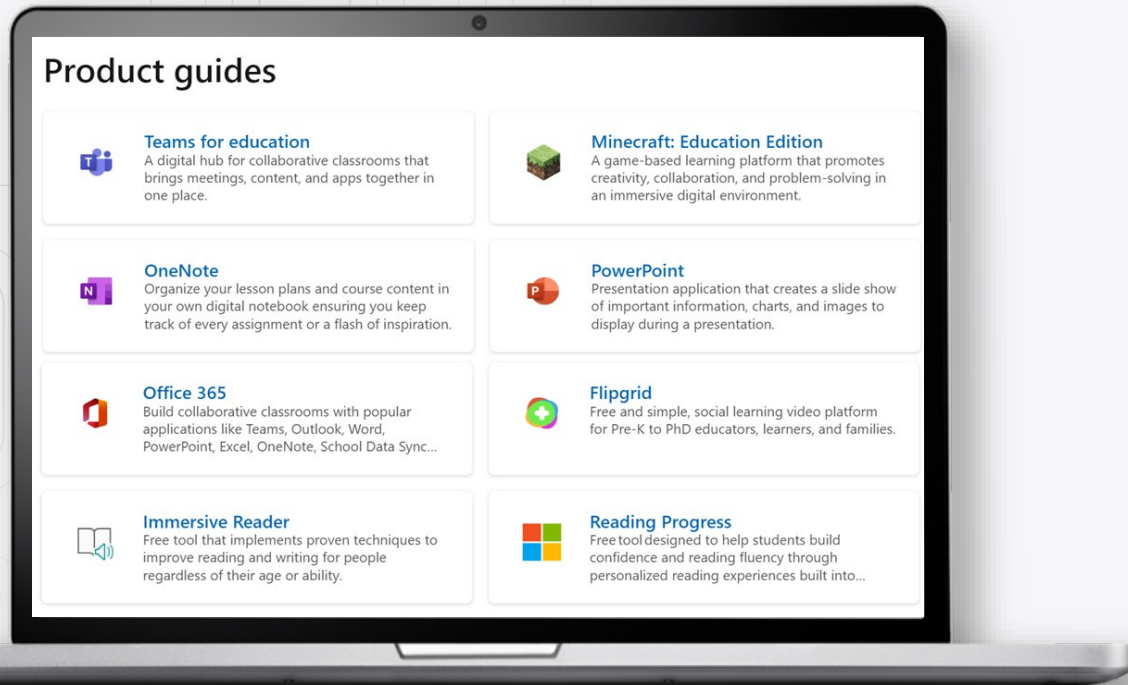 Product guides
Teams for education
A digital hub for collaborative classrooms that
brings meetings, content, and apps together in
one place.
Minecraft: Education Edition
A game-based learning platform that promotes
creativity, collaboration, and problem-solving in
an immersive digital environment.
OneNote
Organize your lesson plans and course content in
your own digital notebook ensuring you keep
track of every assignment or a flash of inspiration.
PowerPoint
Presentation application that creates a slide show
of important information, charts, and images to
display during a presentation.
Office 365
Build collaborative classrooms with popular
applications like Teams, Outlook, Word,
PowerPoint, Excel, OneNote, School Data Sync...
Flipgrid
Free and simple, social learning video platform
for Pre-K to PhD educators, learners, and families.
Immersive Reader
Free tool that implements proven techniques to
improve reading and writing for people
regardless of their age or ability.
Reading Progress
Free tool designed to help students build
confidence and reading fluency through
personalized reading experiences built into...